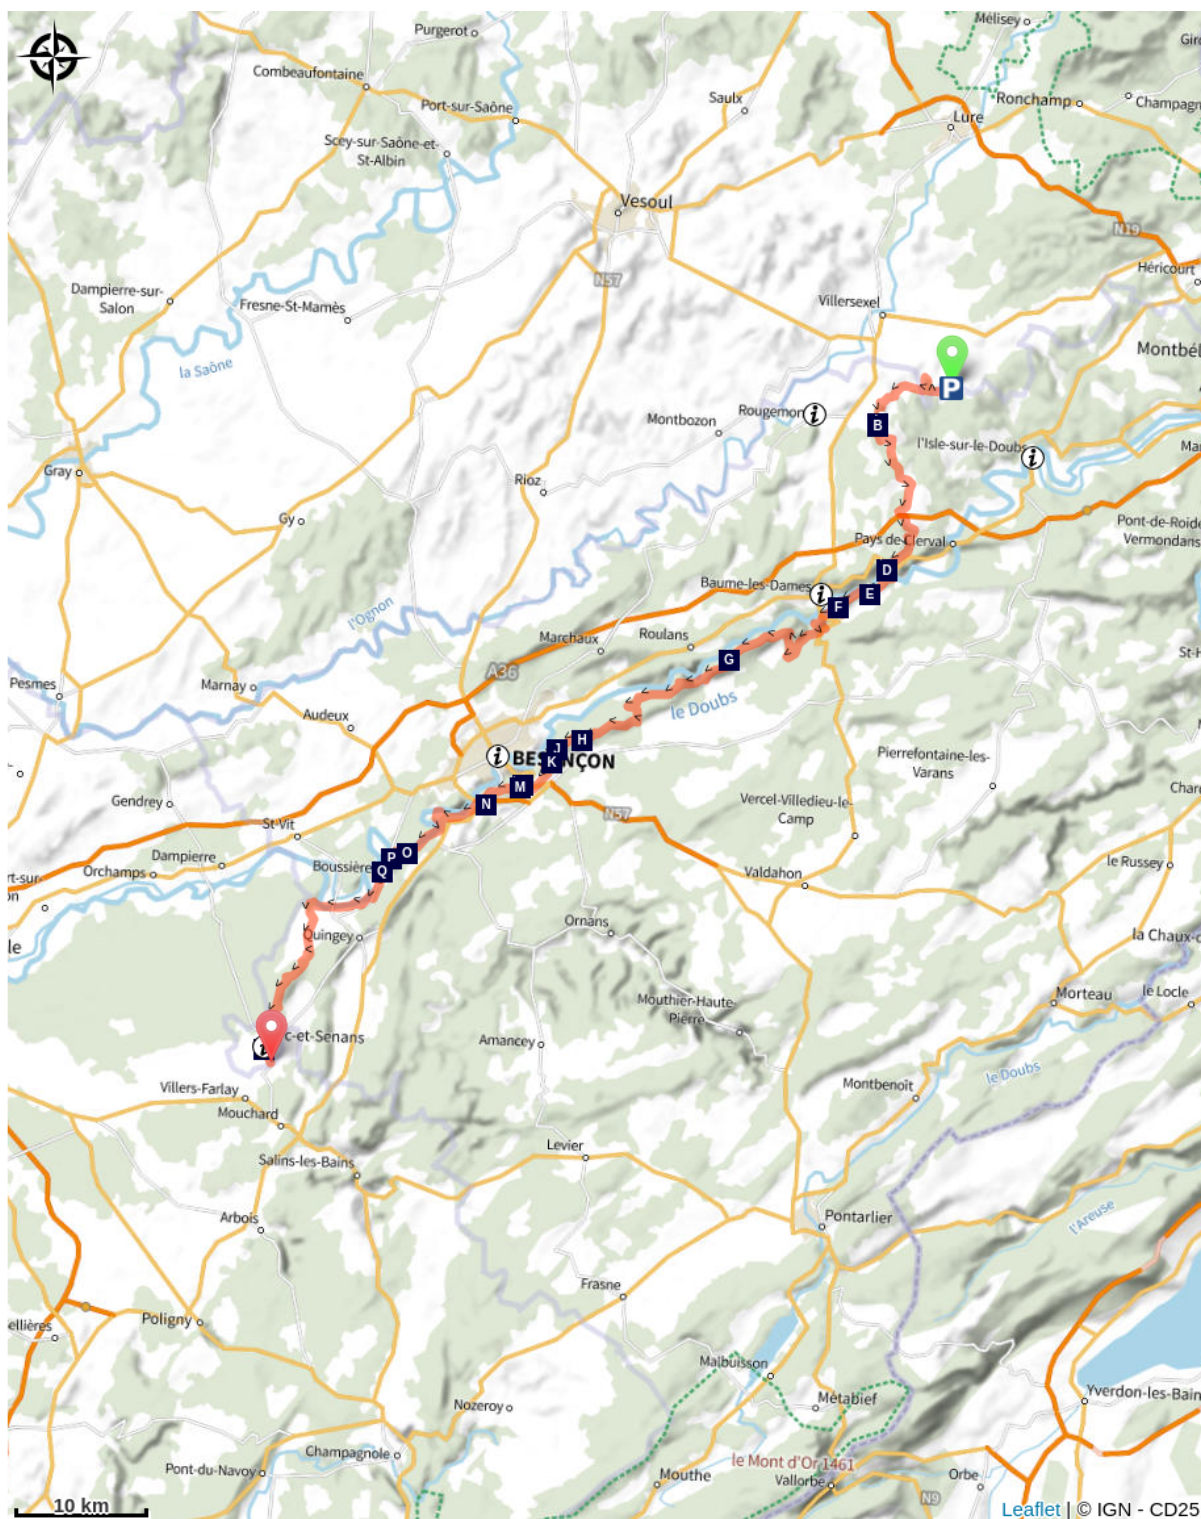 Mélisey
Purgerot
Combeaufontaine
Saulx
Ronchamp
Champagn
Port-sur-Saône
Lure
Scey-sur-Saône-et-
St-Albin
Vesoul
N19
Héricourt
N57
Dampierre-sur-
Salon
Fresne-St-Mamès
Villersexel
Montbél
la Saône
P
Montbozon
Rougemon
i
B
l'Isle-sur-le-Doubs
i
Gray
Rioz
Gy
Pont-de-Roide
Vermondans
Pays de Clerval
D
Baume-les-Dames
i
E
F
l'Ognon
Marchaux
Roulans
G
St-H
Pesmes
Marnay
A36
Audeux
le Doubs
H
J
i
BESANÇON
K
Pierrefontaine-les-
Varans
M
Gendrey
N
Vercel-Villedieu-le-
Camp
N57
St-Vit
O
P
Dampierre
Boussière
Q
Orchamps
le Russey
Valdahon
Ornans
Quingey
la Chaux-d
Mouthier-Haute-
Pierre
Morteau
le Locle
c-et-Senans
i
Amancey
le Doubs
Villers-Farlay
Montbenoît
Mouchard
Levier
Salins-les-Bains
Arbois
Pontarlier
l'Areuse
Frasne
Poligny
ellières
Malbuisson
Métabief
Yverdon-les-Bain
Nozeroy
Champagnole
le Mont d'Or 1461
Pont-du-Navoy
Mouthe
Vallorbe
Orbe
N9
10 km
Leaflet | © IGN - CD25